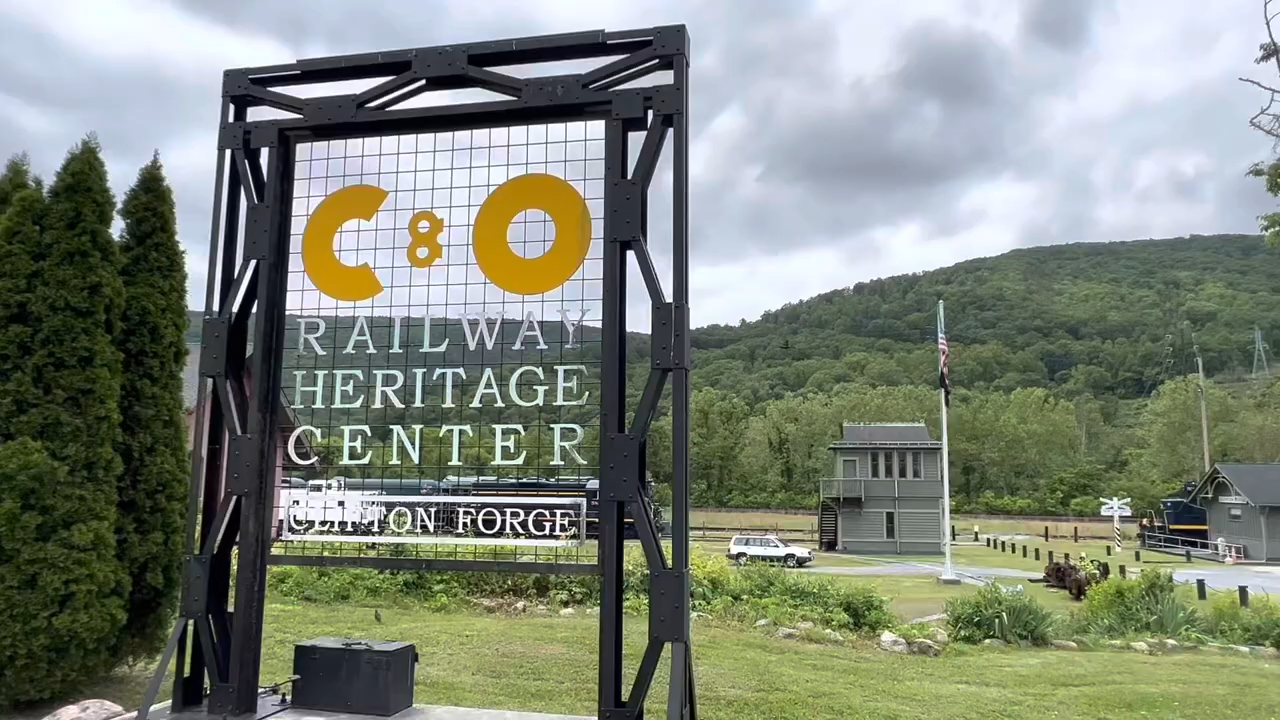 C & O
RAILWAY
HERITAGE
CENTER
CLIFTON FORGE